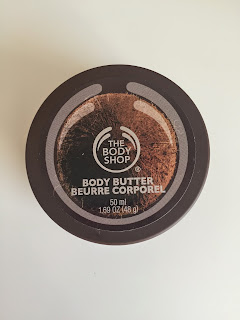 THE
BODY
SHOP
®
BODY BUTTER
BEURRE CORPOREL
50 ml
1.69 OZ (48 g)